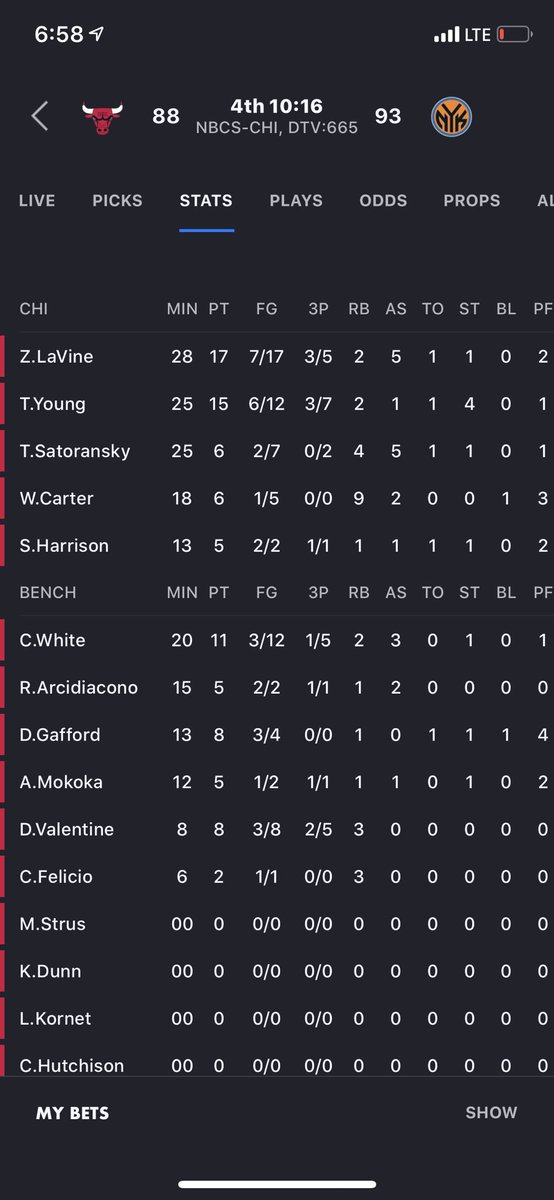 6:58 LTE
88 4th 10:16 93
NBCS-CHI, DTV:665
NYK
LIVE PICKS STATS PLAYS ODDS PROPS AL
CHI MIN PT FG 3P RB AS TO ST BL PF
Z.LaVine 28 17 7/17 3/5 2 5 1 1 0 2
T.Young 25 15 6/12 3/7 2 1 1 4 0 1
T.Satoransky 25 6 2/7 0/2 4 5 1 1 0 1
W.Carter 18 6 1/5 0/0 9 2 0 0 1 3
S.Harrison 13 5 2/2 1/1 1 1 1 1 0 2
BENCH MIN PT FG 3P RB AS TO ST BL PF
C.White 20 11 3/12 1/5 2 3 0 1 0 1
R.Arcidiacono 15 5 2/2 1/1 1 2 0 0 0 0
D.Gafford 13 8 3/4 0/0 1 0 1 1 1 4
A.Mokoka 12 5 1/2 1/1 1 1 0 1 0 2
D.Valentine 8 8 3/8 2/5 3 0 0 0 0 0
C.Felicio 6 2 1/1 0/0 3 0 0 0 0 0
M.Strus 00 0 0/0 0/0 0 0 0 0 0 0
K.Dunn 00 0 0/0 0/0 0 0 0 0 0 0
L.Kornet 00 0 0/0 0/0 0 0 0 0 0 0
C.Hutchison 00 0 0/0 0/0 0 0 0 0 0 0
MY BETS SHOW